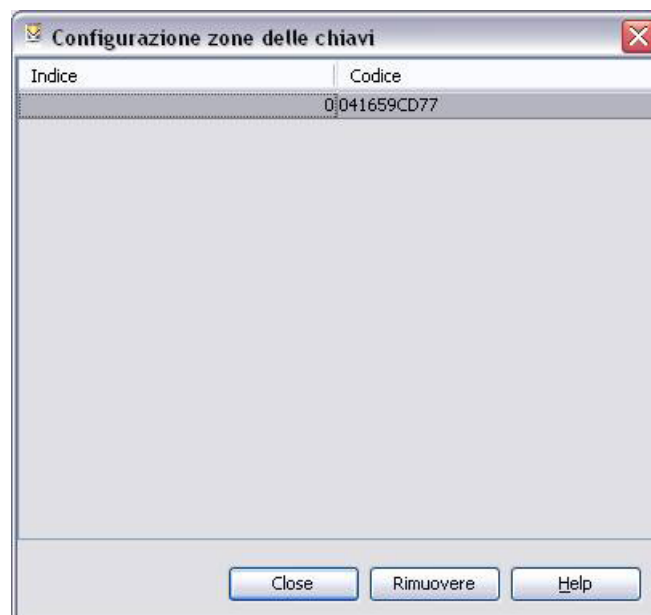 Configurazione zone delle chiavi
Indice Codice
0 041659CD77
Close Rimuovere Help